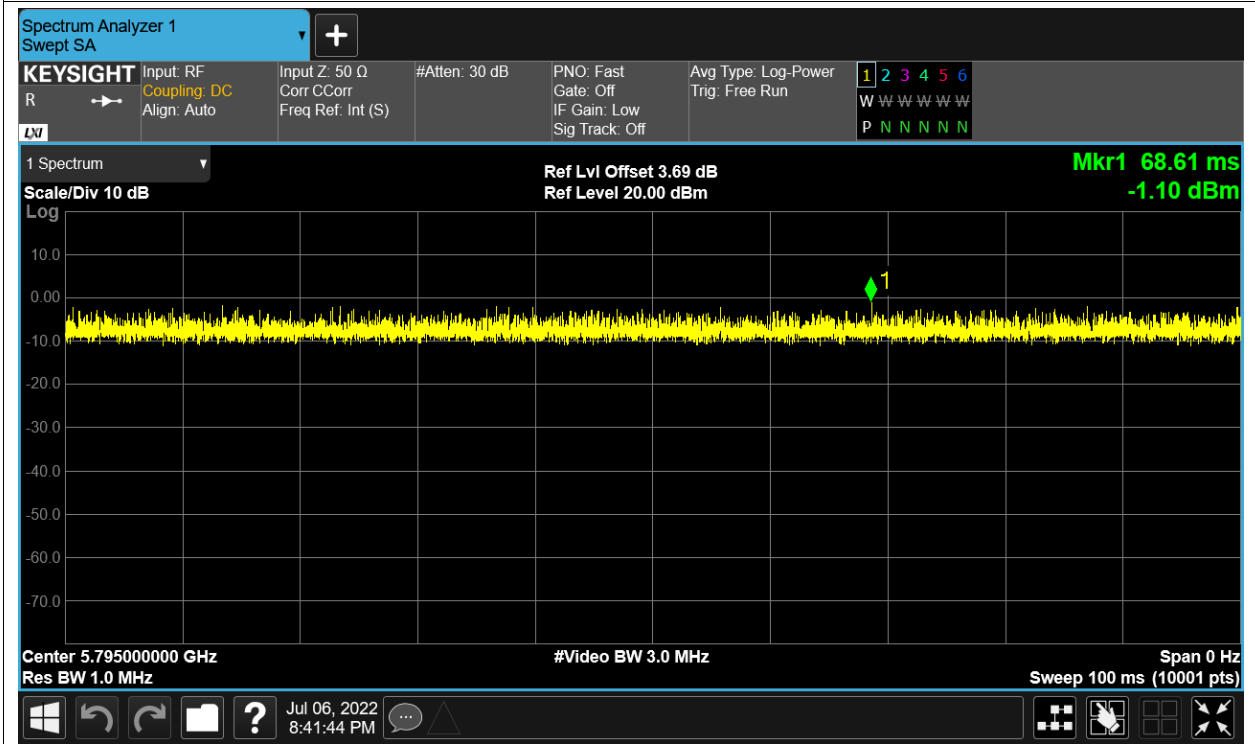 Spectrum Analyzer 1
Swept SA
+
KEYSIGHT Input: RF Input Z: 50 Ω #Atten: 30 dB PNO: Fast Avg Type: Log-Power 1 2 3 4 5 6
R Coupling: DC Corr CCorr Gate: Off Trig: Free Run W W W W W W
Align: Auto Freq Ref: Int (S) IF Gain: Low
LXI Sig Track: Off P N N N N N
1 Spectrum Ref Lvl Offset 3.69 dB Mkr1 68.61 ms
Scale/Div 10 dB Ref Level 20.00 dBm -1.10 dBm
Log
10.0
1
0.00
-10.0
-20.0
-30.0
-40.0
-50.0
-60.0
-70.0
Center 5.795000000 GHz #Video BW 3.0 MHz Span 0 Hz
Res BW 1.0 MHz Sweep 100 ms (10001 pts)
? Jul 06, 2022
8:41:44 PM